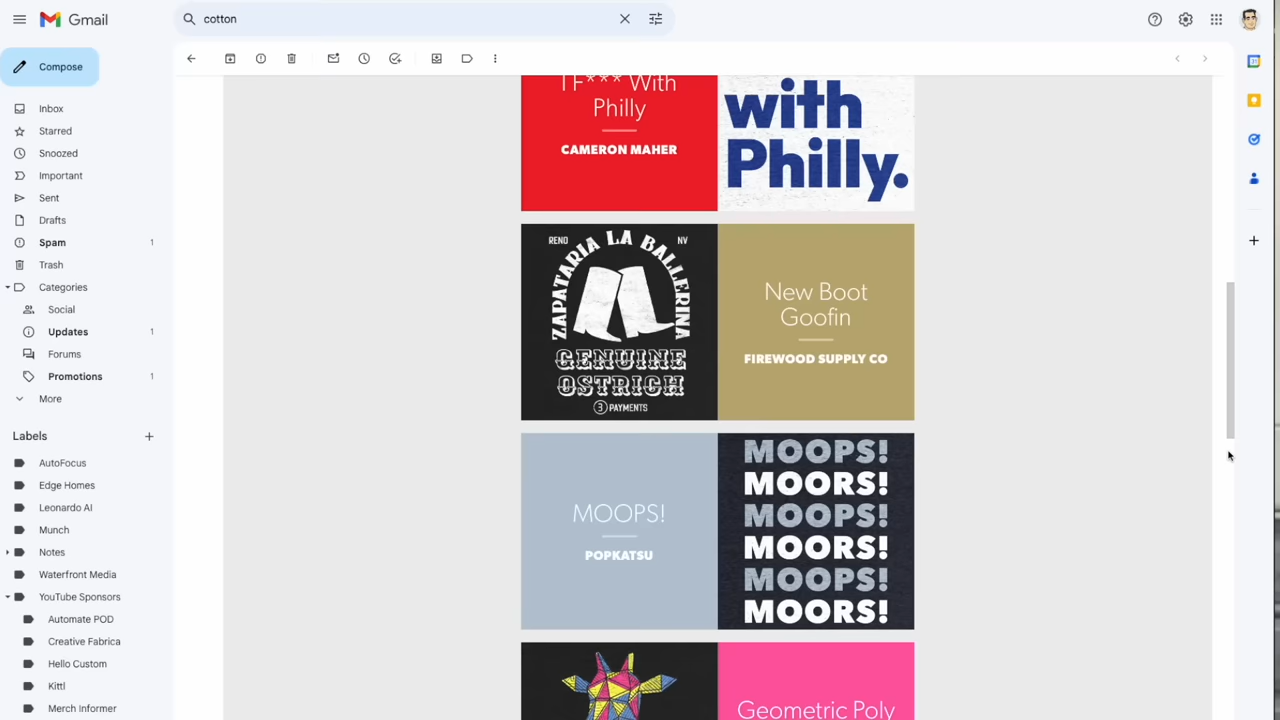 Gmail
cotton
Compose
Inbox
Starred
Snoozed
Important
Sent
Drafts
Spam 1
Trash
Categories
Social
Updates 1
Forums
Promotions 1
More
Labels
AutoFocus
Edge Homes
Leonardo AI
Munch
Notes
Waterfront Media
YouTube Sponsors
Automate POD
Creative Fabrica
Hello Custom
Kittl
Merch Informer
TF*** With
Philly
CAMERON MAHER
with
Philly.
RENO NV
ZAPATARIA LA BALLERINA
GENUINE
OSTRICH
3 PAYMENTS
New Boot
Goofin
FIREWOOD SUPPLY CO
MOOPS!
POPKATSU
MOOPS!
MOORS!
MOOPS!
MOORS!
MOOPS!
MOORS!
Geometric Poly